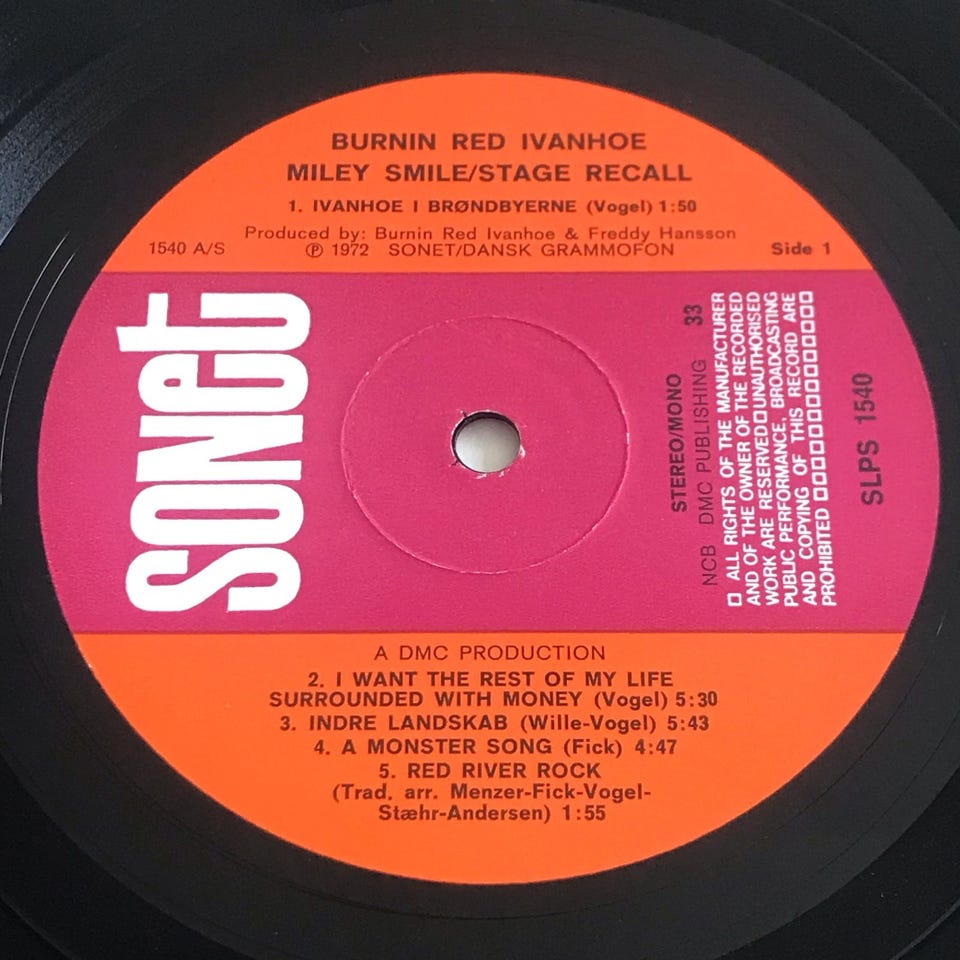 BURNIN RED IVANHOE
MILEY SMILE/STAGE RECALL
1. IVANHOE I BRØNDBYERNE (Vogel) 1:50
Produced by: Burnin Red Ivanhoe & Freddy Hansson
1540 A/S ℗ 1972 SONET/DANSK GRAMMOFON Side 1
sonet
STEREO/MONO 33
NCB DMC PUBLISHING
□ ALL RIGHTS OF THE MANUFACTURER
AND OF THE OWNER OF THE RECORDED
WORK ARE RESERVED□UNAUTHORISED
PUBLIC PERFORMANCE, BROADCASTING
AND COPYING OF THIS RECORD ARE
PROHIBITED □□□□□□□□□□□□□
SLPS 1540
A DMC PRODUCTION
2. I WANT THE REST OF MY LIFE
SURROUNDED WITH MONEY (Vogel) 5:30
3. INDRE LANDSKAB (Wille-Vogel) 5:43
4. A MONSTER SONG (Fick) 4:47
5. RED RIVER ROCK
(Trad. arr. Menzer-Fick-Vogel-
Stæhr-Andersen) 1:55